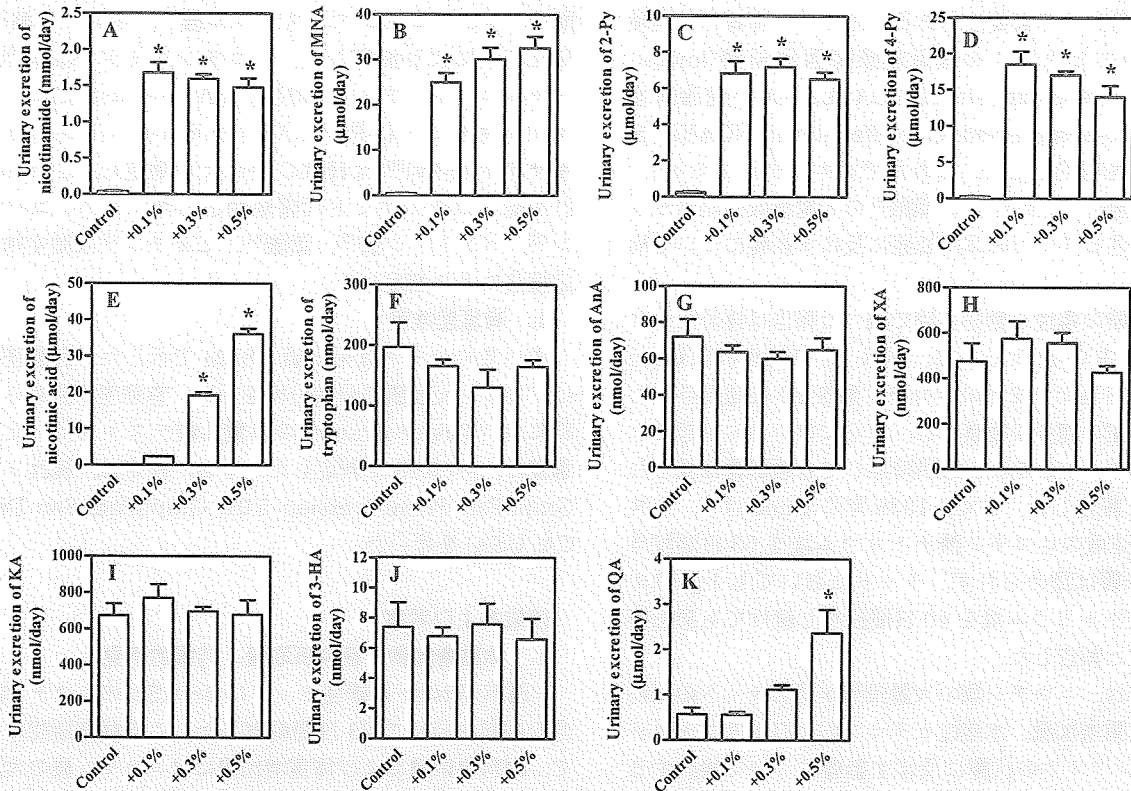 Urinary excretion of
nicotinamide (mmol/day)
2.5
2.0
1.5
1.0
0.5
0.0
A
*
*
*
Control
+0.1%
+0.3%
+0.5%
Urinary excretion of MNA
(μmol/day)
40
30
20
10
0
B
*
*
*
Control
+0.1%
+0.3%
+0.5%
Urinary excretion of 2-Py
(μmol/day)
10
8
6
4
2
0
C
*
*
*
Control
+0.1%
+0.3%
+0.5%
Urinary excretion of 4-Py
(μmol/day)
25
20
15
10
5
0
D
*
*
*
Control
+0.1%
+0.3%
+0.5%
Urinary excretion of
nicotinic acid (μmol/day)
50
40
30
20
10
0
E
*
*
Control
+0.1%
+0.3%
+0.5%
Urinary excretion of
tryptophan (nmol/day)
300
200
100
0
F
Control
+0.1%
+0.3%
+0.5%
Urinary excretion of AnA
(nmol/day)
100
80
60
40
20
0
G
Control
+0.1%
+0.3%
+0.5%
Urinary excretion of XA
(nmol/day)
800
600
400
200
0
H
Control
+0.1%
+0.3%
+0.5%
Urinary excretion of KA
(nmol/day)
1000
800
600
400
200
0
I
Control
+0.1%
+0.3%
+0.5%
Urinary excretion of 3-HA
(nmol/day)
12
10
8
6
4
2
0
J
Control
+0.1%
+0.3%
+0.5%
Urinary excretion of QA
(μmol/day)
4
3
2
1
0
K
*
Control
+0.1%
+0.3%
+0.5%